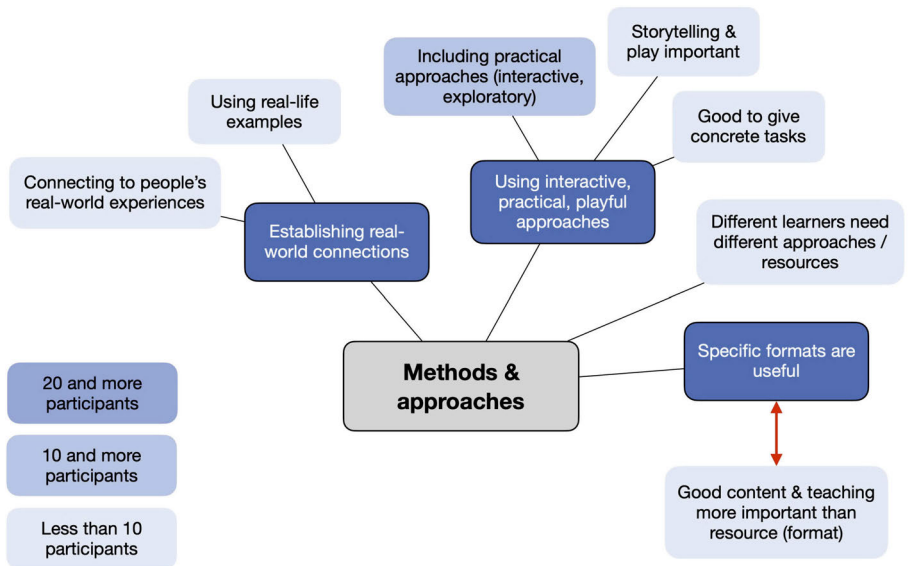 Storytelling &
play important
Including practical
approaches (interactive,
exploratory)
Using real-life
examples
Good to give
concrete tasks
Connecting to people's
real-world experiences
Using interactive,
practical, playful
approaches
Establishing real-
world connections
Different learners need
different approaches /
resources
Methods &
approaches
Specific formats are
useful
20 and more
participants
10 and more
participants
Less than 10
participants
Good content & teaching
more important than
resource (format)